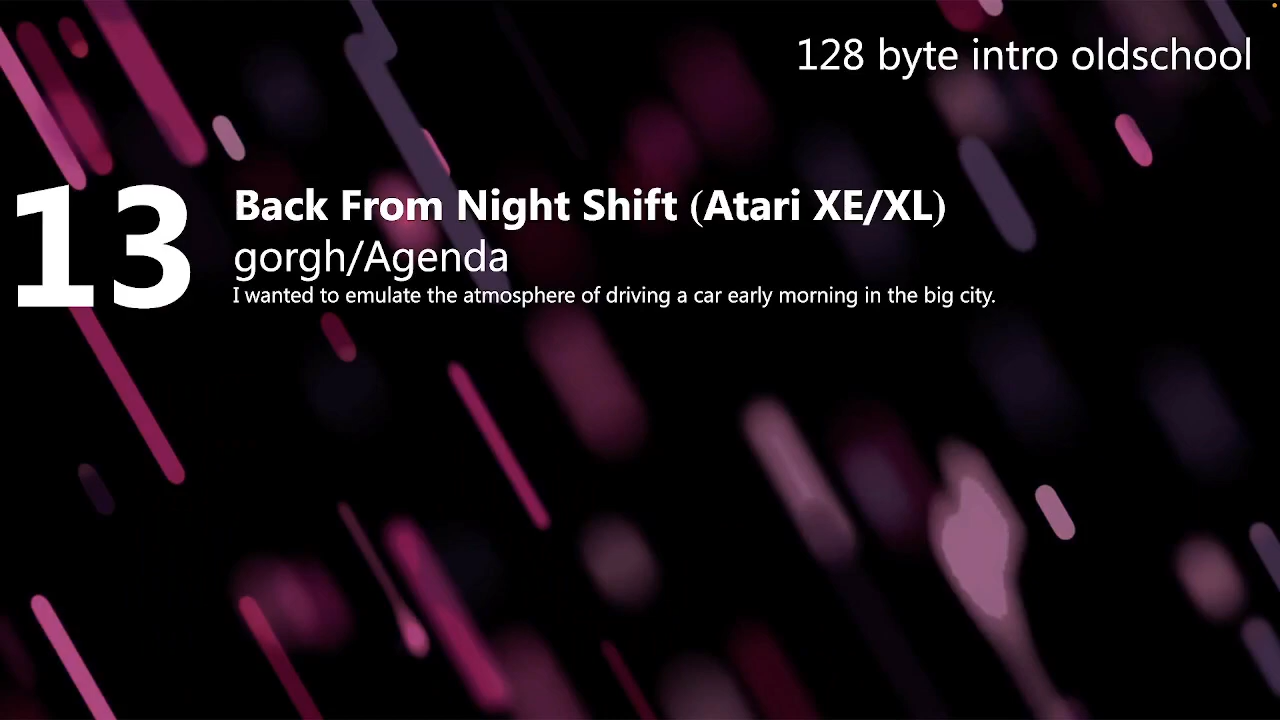 128 byte intro oldschool
13
Back From Night Shift (Atari XE/XL)
gorgh/Agenda
I wanted to emulate the atmosphere of driving a car early morning in the big city.